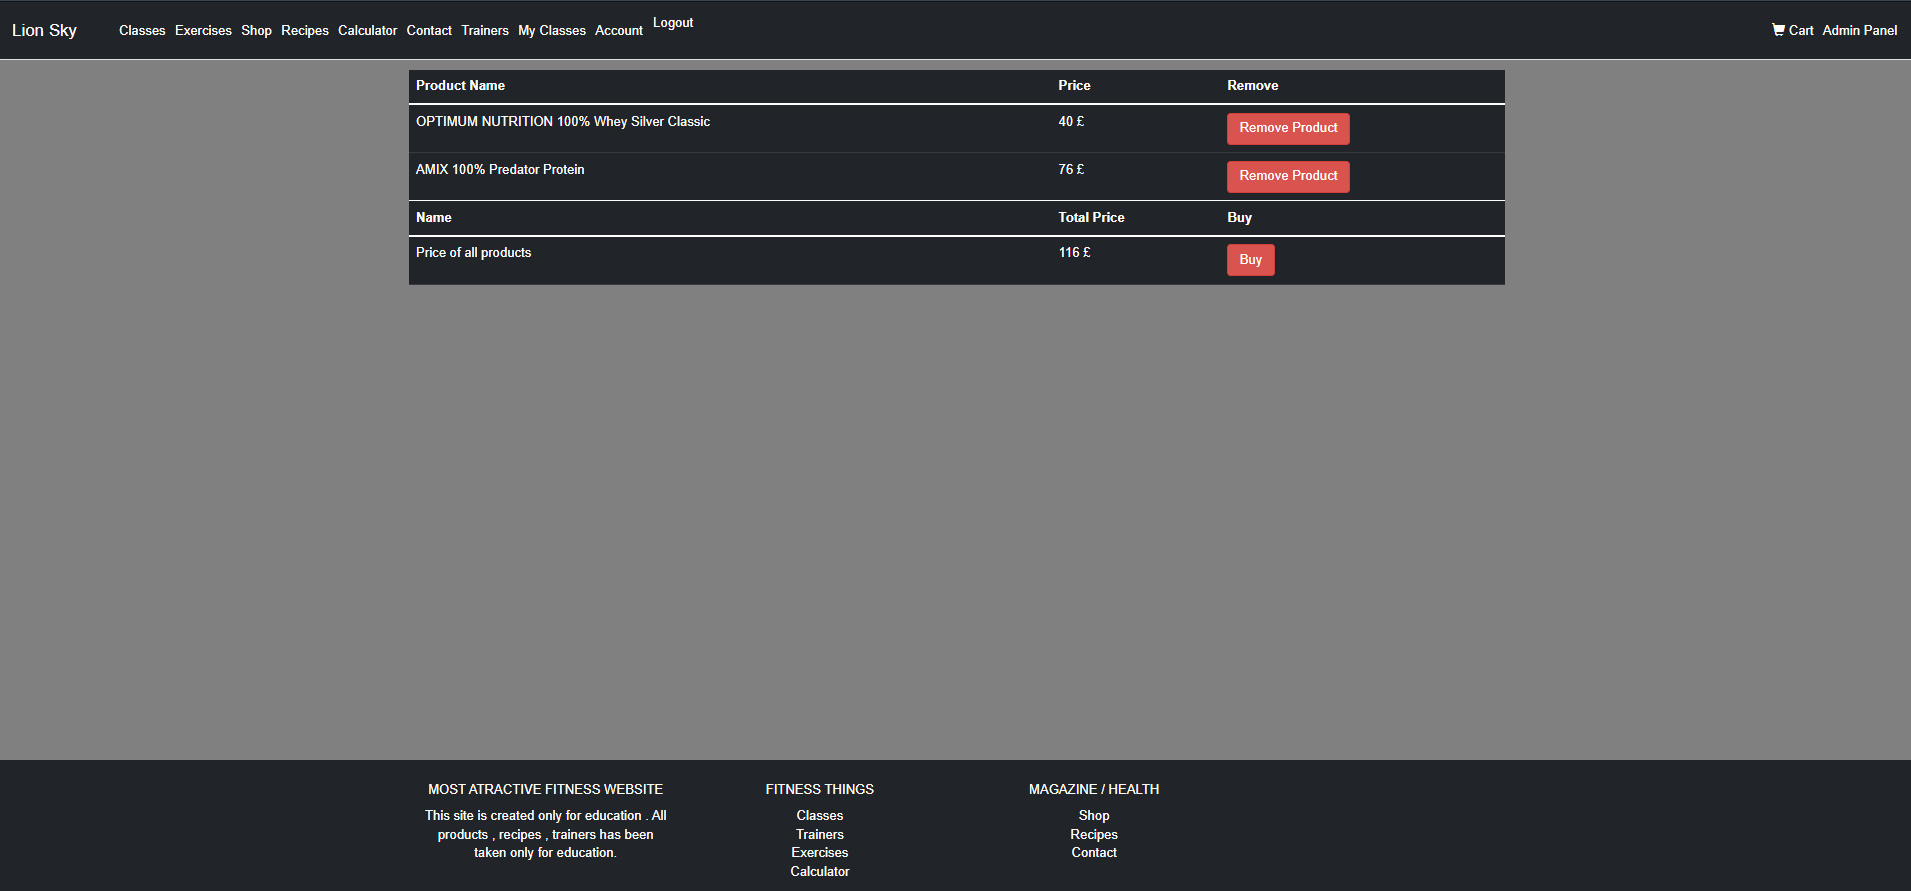 Lion Sky Classes Exercises Shop Recipes Calculator Contact Trainers My Classes Account Logout Cart Admin Panel
Product Name Price Remove
OPTIMUM NUTRITION 100% Whey Silver Classic 40 £ Remove Product
AMIX 100% Predator Protein 76 £ Remove Product
Name Total Price Buy
Price of all products 116 £ Buy
MOST ATRACTIVE FITNESS WEBSITE
This site is created only for education . All
products , recipes , trainers has been
taken only for education.
FITNESS THINGS
Classes
Trainers
Exercises
Calculator
MAGAZINE / HEALTH
Shop
Recipes
Contact